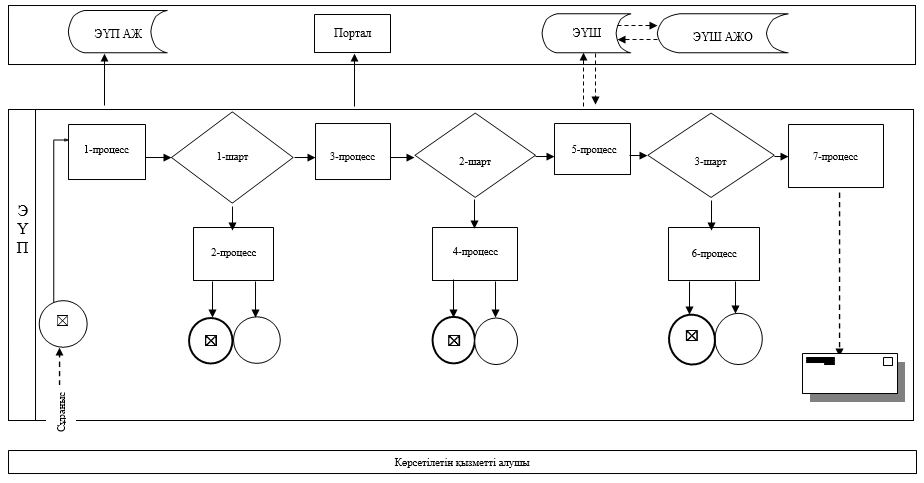 ЭҮП АЖ
Портал
ЭҮШ
ЭҮШ АЖО
1-процесс
1-шарт
3-процесс
2-шарт
5-процесс
3-шарт
7-процесс
Э
Ү
П
2-процесс
4-процесс
6-процесс
Сұраныс
Көрсетілетін қызметті алушы